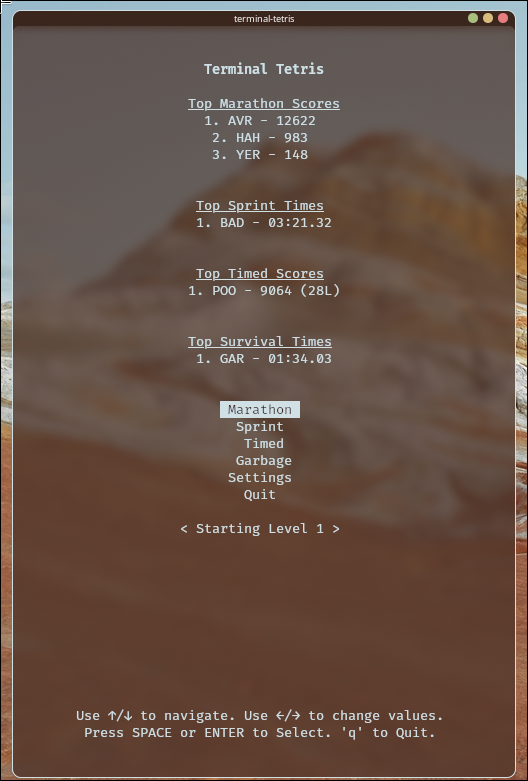 terminal-tetris
Terminal Tetris
Top Marathon Scores
1. AVR - 12622
2. HAH - 983
3. YER - 148
Top Sprint Times
1. BAD - 03:21.32
Top Timed Scores
1. POO - 9064 (28L)
Top Survival Times
1. GAR - 01:34.03
Marathon
Sprint
Timed
Garbage
Settings
Quit
< Starting Level 1 >
Use ↑/↓ to navigate. Use ←/→ to change values.
Press SPACE or ENTER to Select. 'q' to Quit.